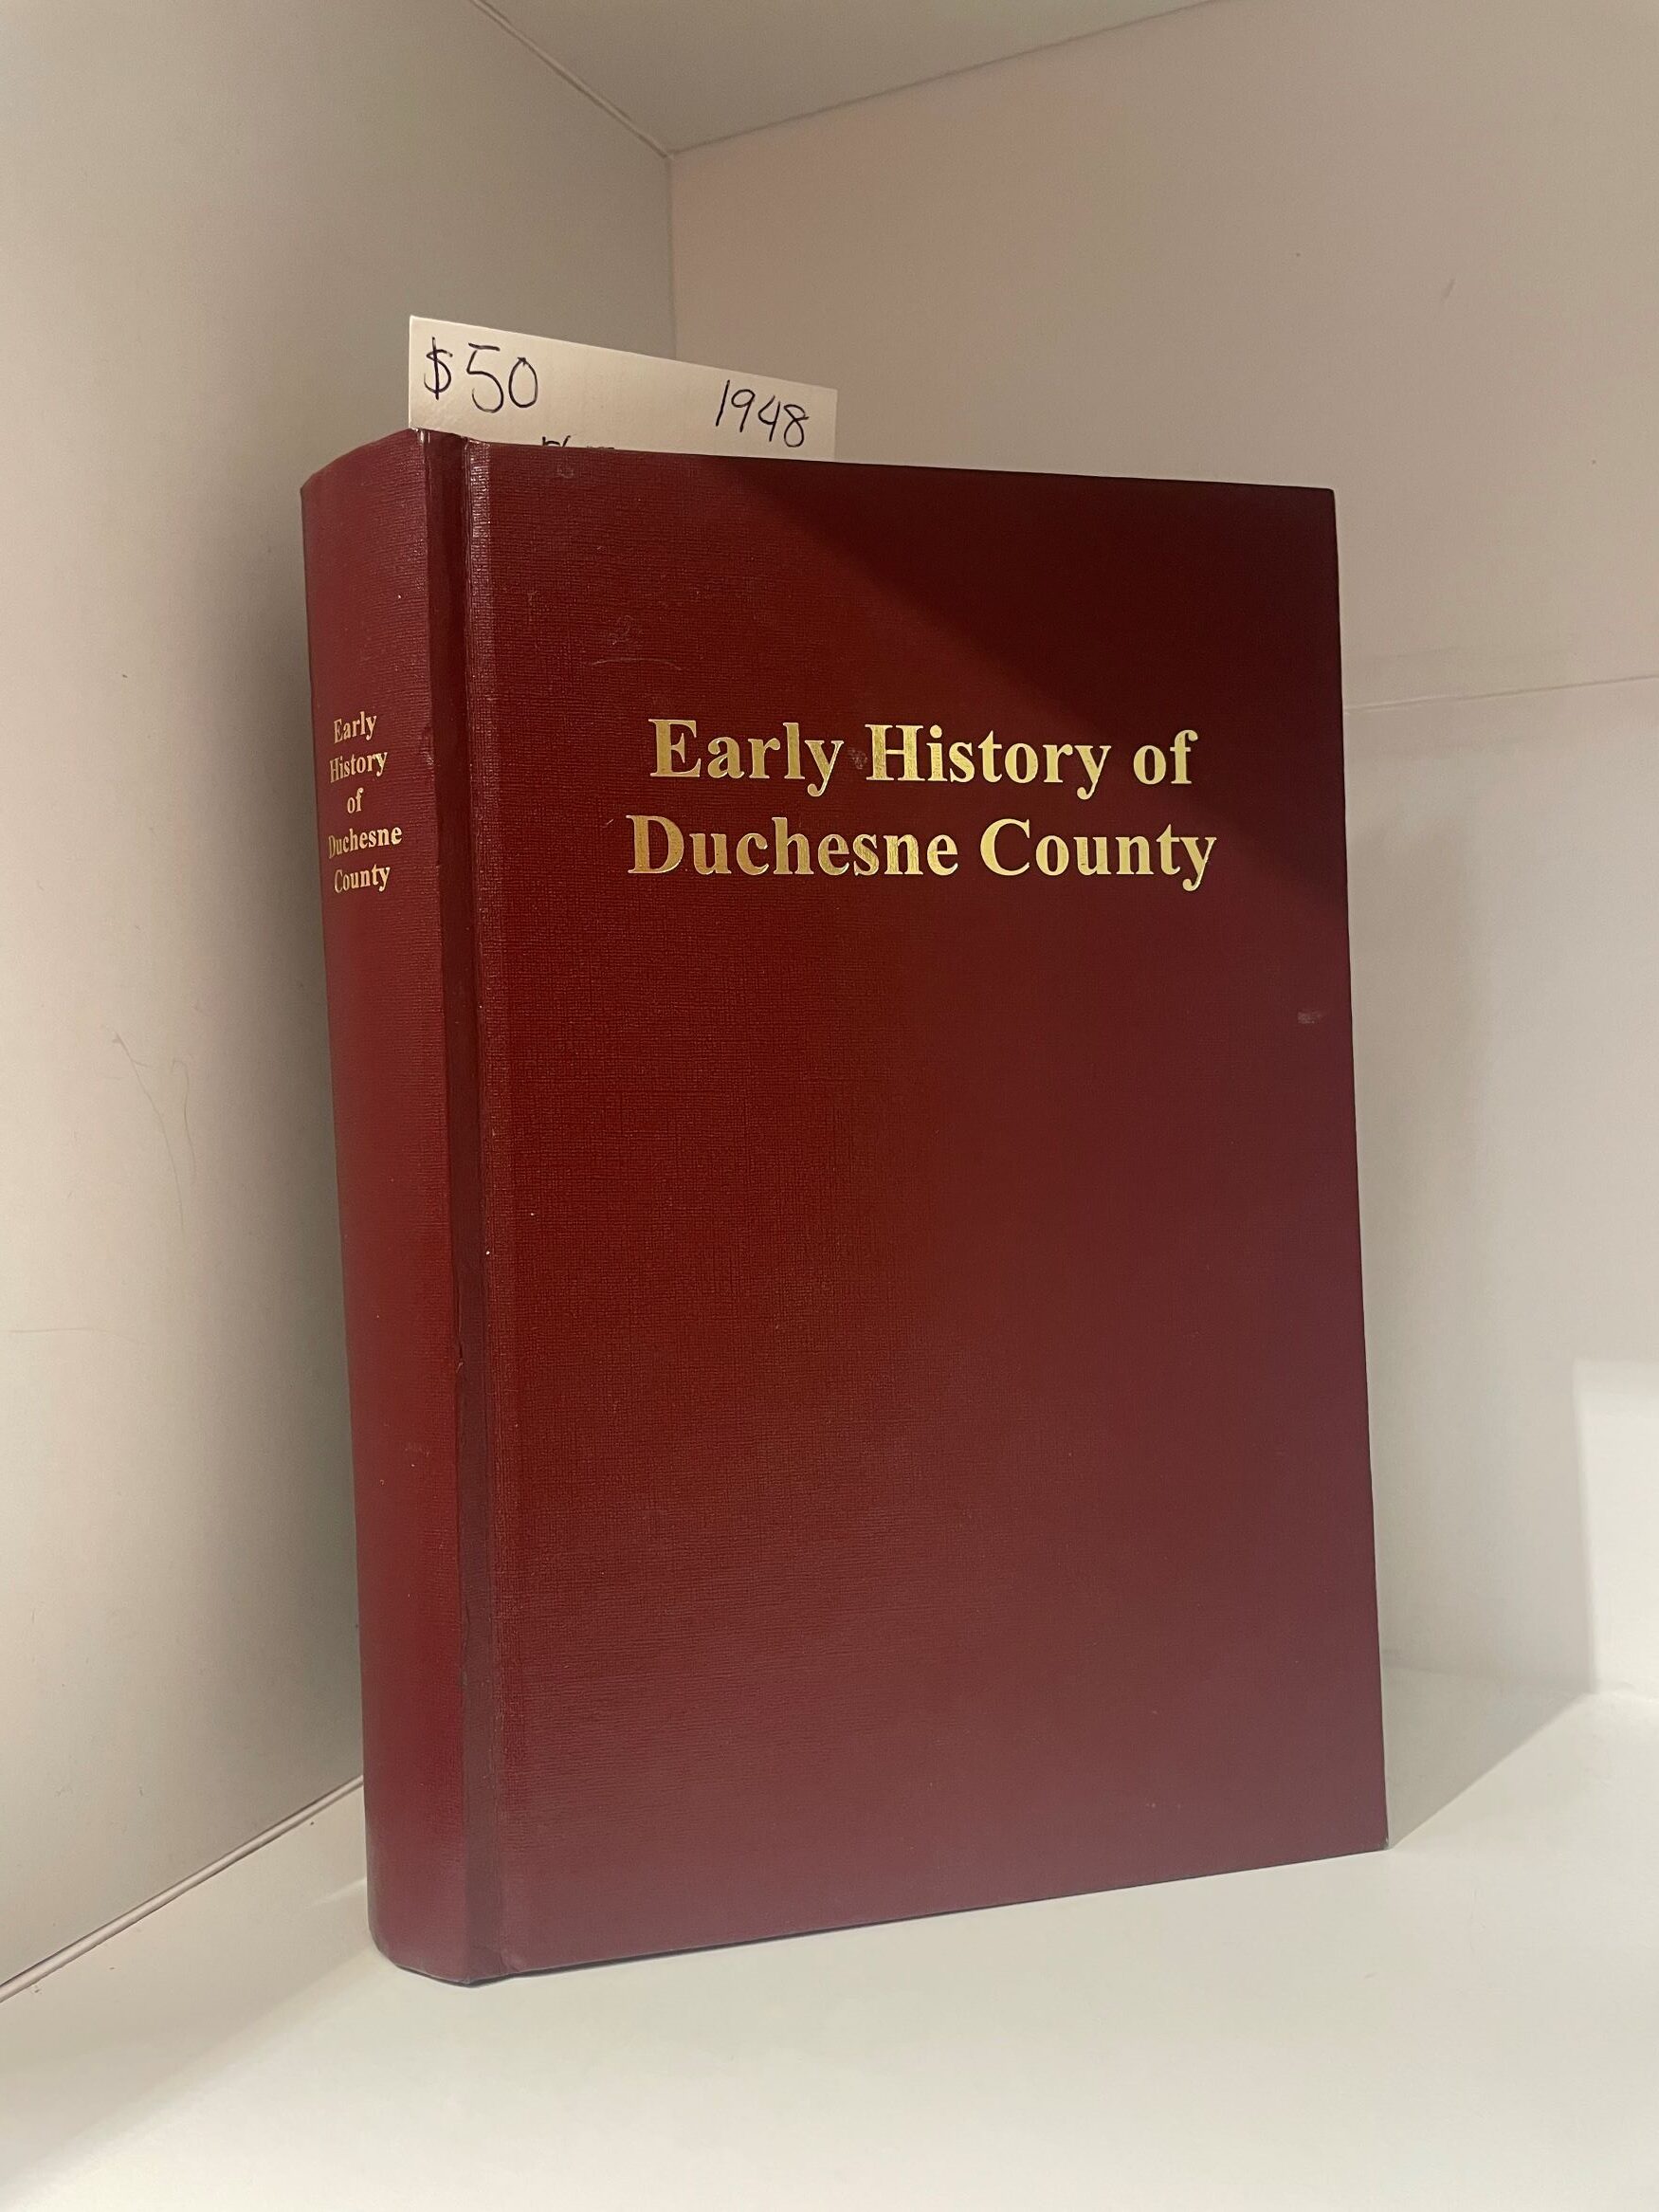 $50 1948
Early
History
of
Duchesne
County
Early History of
Duchesne County